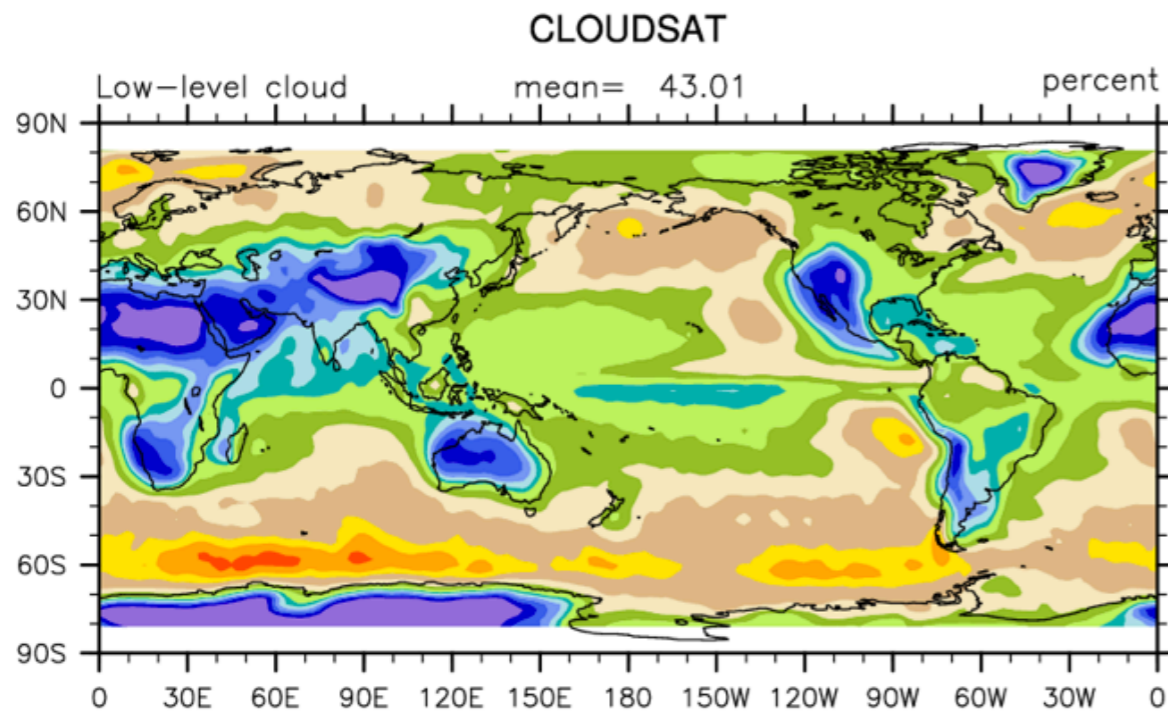 CLOUDSAT
Low-level cloud mean= 43.01 percent
90N
60N
30N
0
30S
60S
90S
0 30E 60E 90E 120E 150E 180 150W 120W 90W 60W 30W 0